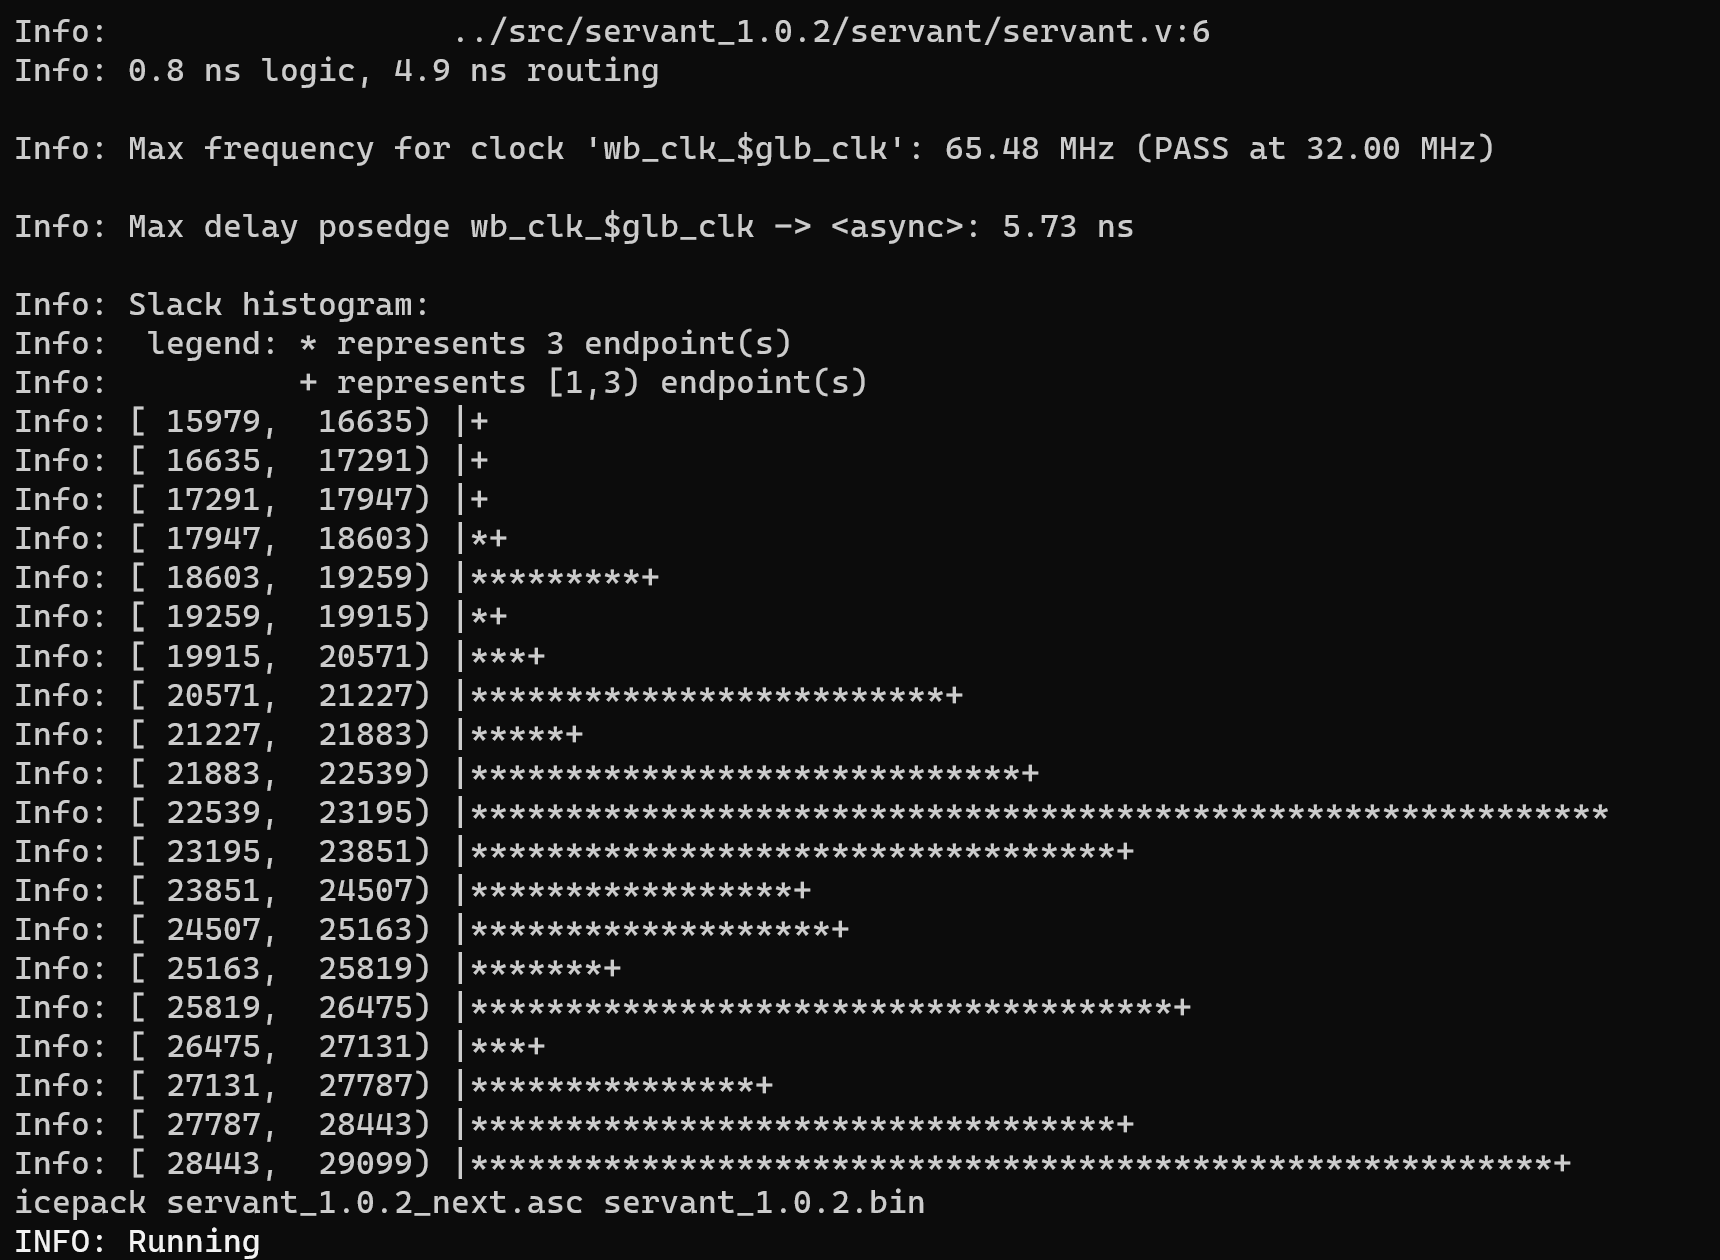 Info:                  ../src/servant_1.0.2/servant/servant.v:6
Info: 0.8 ns logic, 4.9 ns routing
Info: Max frequency for clock 'wb_clk_$glb_clk': 65.48 MHz (PASS at 32.00 MHz)
Info: Max delay posedge wb_clk_$glb_clk -> <async>: 5.73 ns
Info: Slack histogram:
Info:  legend: * represents 3 endpoint(s)
Info:          + represents [1,3) endpoint(s)
Info: [ 15979,  16635) |+
Info: [ 16635,  17291) |+
Info: [ 17291,  17947) |+
Info: [ 17947,  18603) |*+
Info: [ 18603,  19259) |*********+
Info: [ 19259,  19915) |*+
Info: [ 19915,  20571) |***+
Info: [ 20571,  21227) |*************************+
Info: [ 21227,  21883) |*****+
Info: [ 21883,  22539) |*****************************+
Info: [ 22539,  23195) |************************************************************
Info: [ 23195,  23851) |**********************************+
Info: [ 23851,  24507) |*****************+
Info: [ 24507,  25163) |*******************+
Info: [ 25163,  25819) |*******+
Info: [ 25819,  26475) |*************************************+
Info: [ 26475,  27131) |***+
Info: [ 27131,  27787) |***************+
Info: [ 27787,  28443) |**********************************+
Info: [ 28443,  29099) |*********************************************************+
icepack servant_1.0.2_next.asc servant_1.0.2.bin
INFO: Running